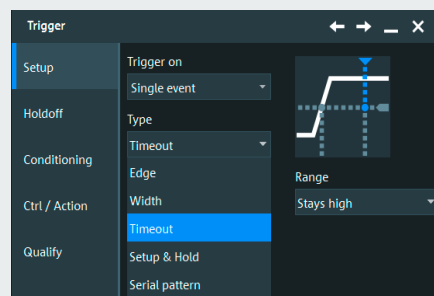 Trigger
Setup
Holdoff
Conditioning
Ctrl / Action
Qualify
Trigger on
Single event
Type
Timeout
Edge
Width
Timeout
Setup & Hold
Serial pattern
Range
Stays high